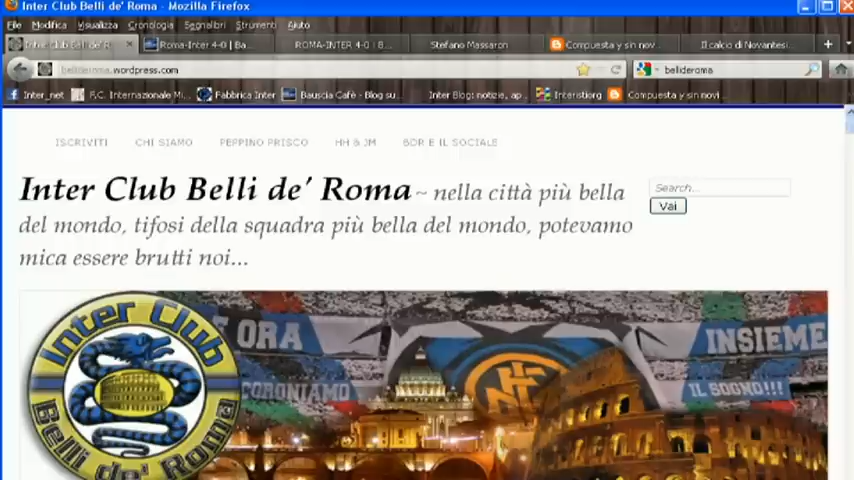 Inter Club Belli de' Roma - Mozilla Firefox
File Modifica Visualizza Cronologia Segnalibri Strumenti Aiuto
Inter Club Belli de' R... Roma-Inter 4-0 | Ba... ROMA-INTER 4-0 | B... Stefano Massaron Compuesta y sin nov... Il calcio di Novantesi...
bellideroma.wordpress.com bellideroma
Inter_net F.C. Internazionale Mi... Fabbrica Inter Bauscia Cafè - Blog su... Inter Blog: notizie, ap... Interistiorg Compuesta y sin novi...
ISCRIVITI CHI SIAMO PEPPINO PRISCO HH & JM BDR E IL SOCIALE
Inter Club Belli de' Roma ~ nella città più bella
del mondo, tifosi della squadra più bella del mondo, potevamo
mica essere brutti noi...
Search...
Vai
Inter Club
Belli de' Roma
ORA
CORONIAMO
INSIEME
IL SOGNO!!!